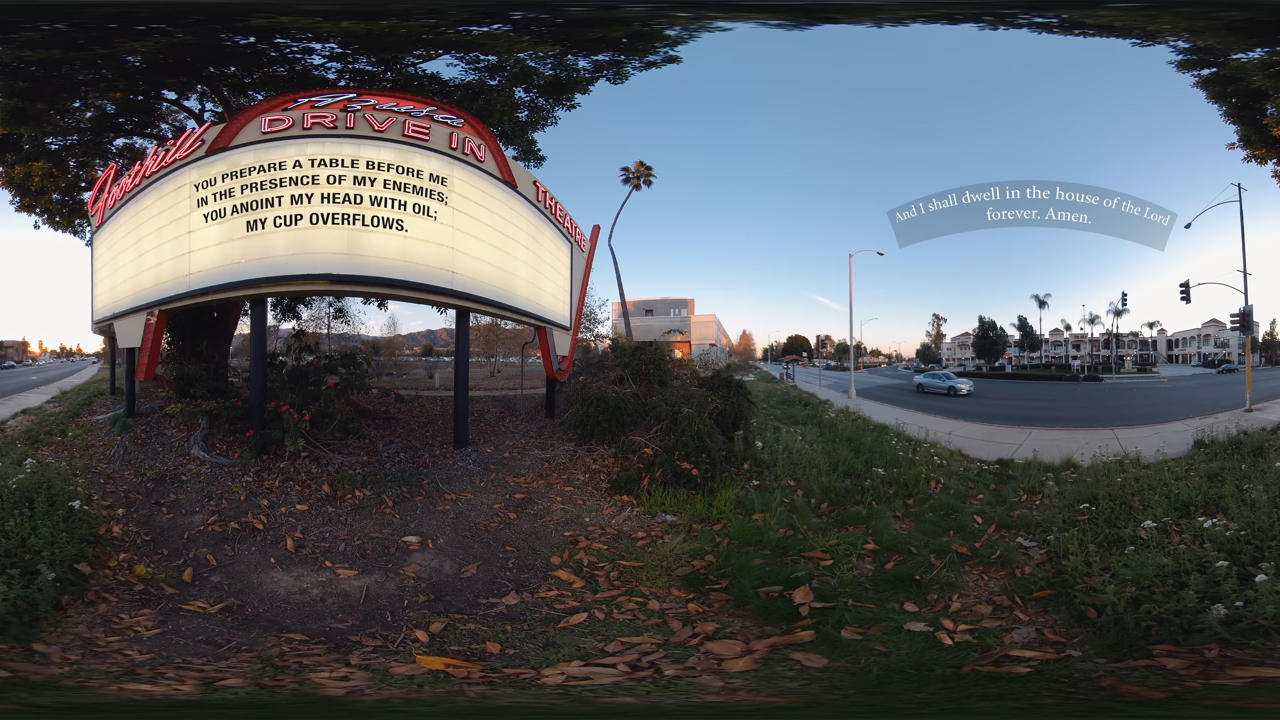 Azusa
Foothill
DRIVE IN
THEATRE
YOU PREPARE A TABLE BEFORE ME
IN THE PRESENCE OF MY ENEMIES;
YOU ANOINT MY HEAD WITH OIL;
MY CUP OVERFLOWS.
And I shall dwell in the house of the Lord
forever. Amen.